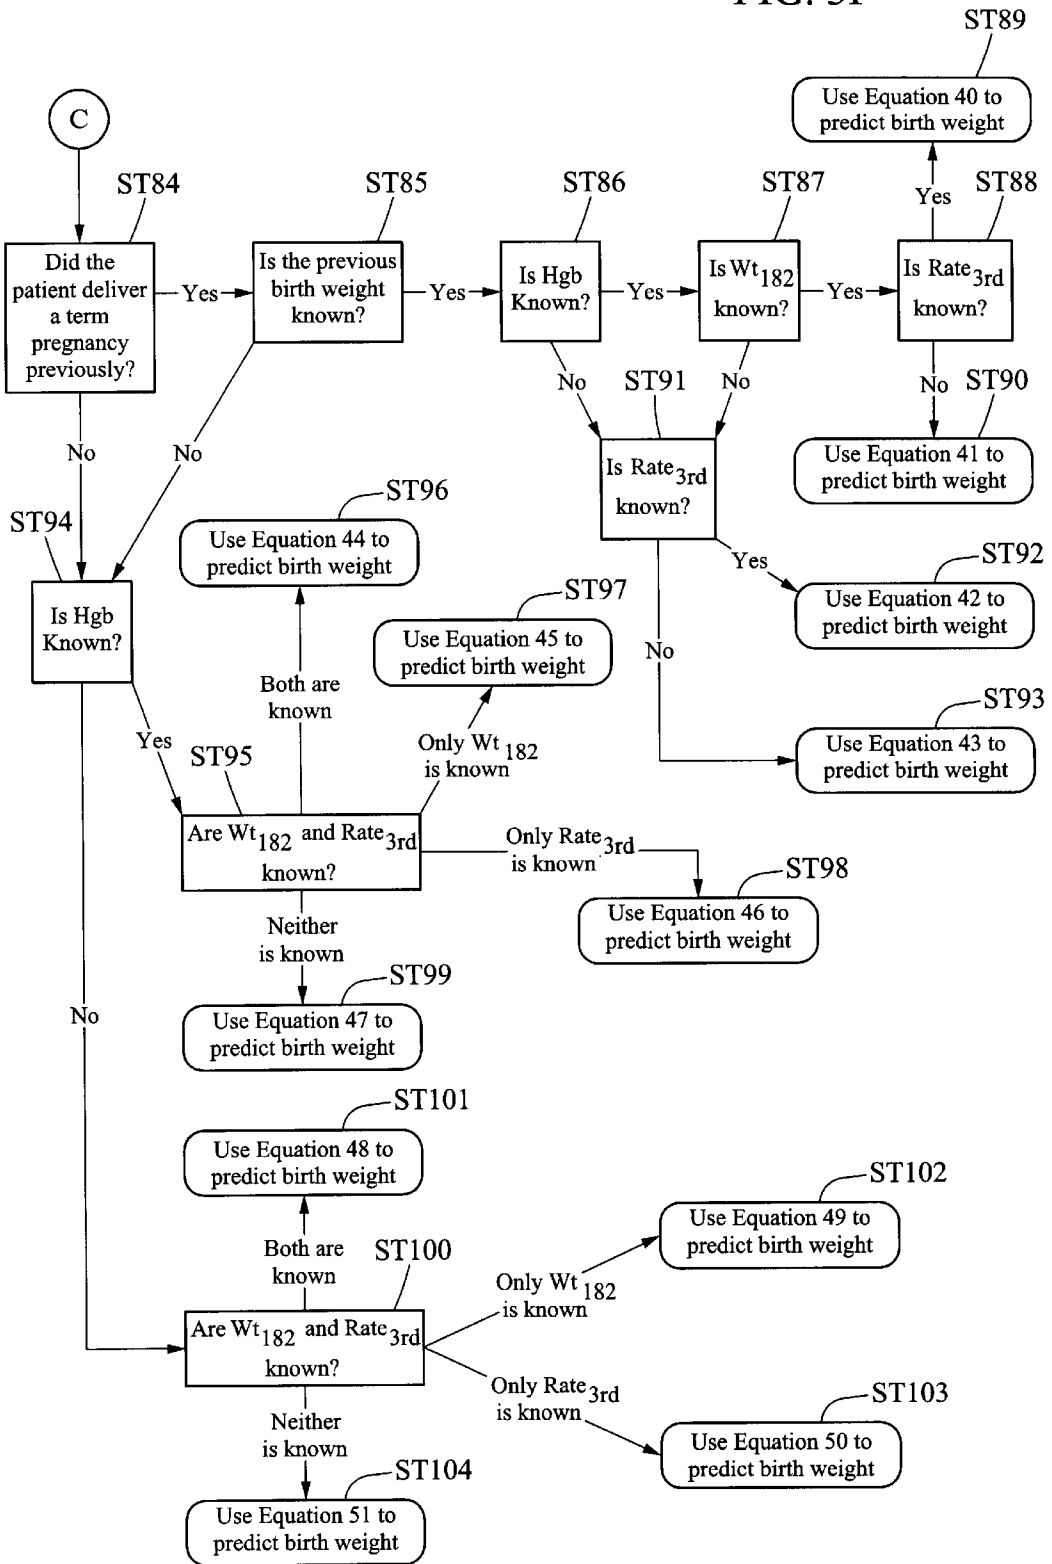 ST89
C
Use Equation 40 to
predict birth weight
ST84
ST85
ST86
ST87
Yes
ST88
Did the
patient deliver
a term
pregnancy
previously?
Yes
Is the previous
birth weight
known?
Yes
Is Hgb
Known?
Yes
Is Wt182
known?
Yes
Is Rate3rd
known?
No
No
No
ST91
No
No
ST90
Is Rate3rd
known?
Use Equation 41 to
predict birth weight
ST94
ST96
Use Equation 44 to
predict birth weight
Yes
ST92
Use Equation 42 to
predict birth weight
Is Hgb
Known?
ST97
Use Equation 45 to
predict birth weight
No
Both are
known
ST93
Use Equation 43 to
predict birth weight
Yes
ST95
Only Wt182
is known
Are Wt182 and Rate3rd
known?
Only Rate3rd
is known
ST98
Use Equation 46 to
predict birth weight
Neither
is known
ST99
No
Use Equation 47 to
predict birth weight
ST101
Use Equation 48 to
predict birth weight
ST102
Use Equation 49 to
predict birth weight
Both are
known
ST100
Only Wt182
is known
Are Wt182 and Rate3rd
known?
Only Rate3rd
is known
ST103
Use Equation 50 to
predict birth weight
Neither
is known
ST104
Use Equation 51 to
predict birth weight